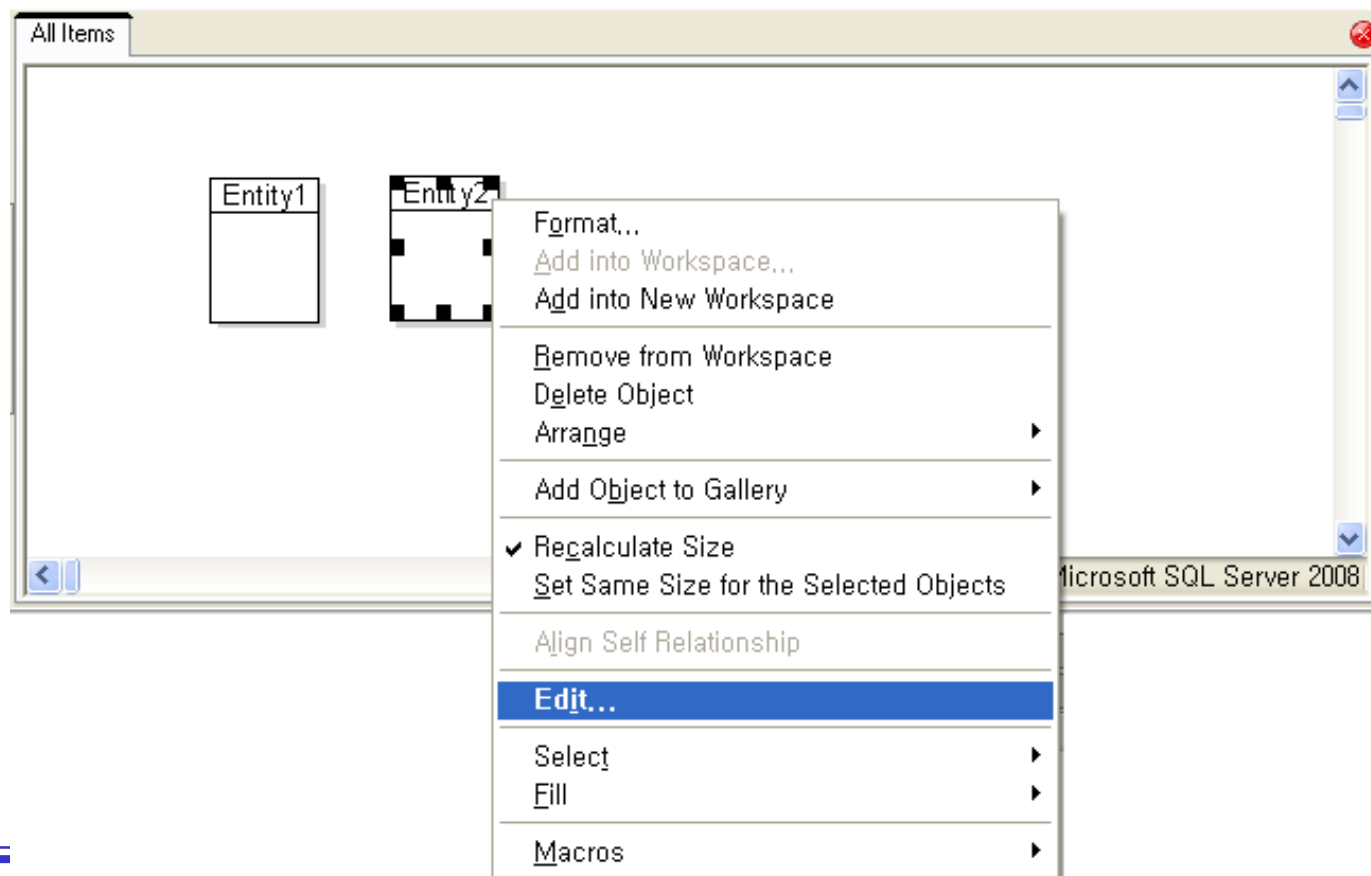 All Items
Entity1
Entity2
Format...
Add into Workspace...
Add into New Workspace
Remove from Workspace
Delete Object
Arrange
Add Object to Gallery
Recalculate Size
Set Same Size for the Selected Objects
Microsoft SQL Server 2008
Align Self Relationship
Edit...
Select
Fill
Macros